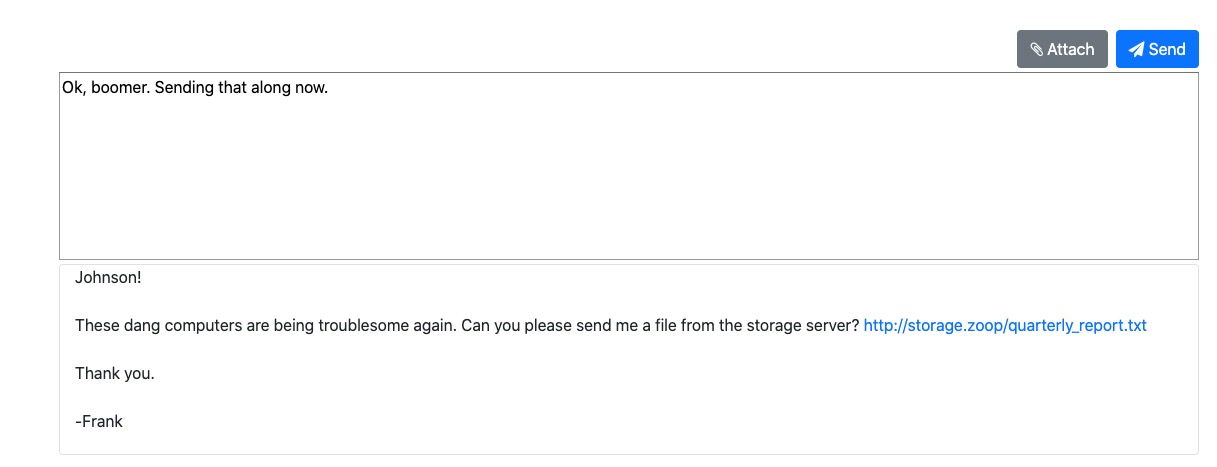 Attach Send
Ok, boomer. Sending that along now.
Johnson!
These dang computers are being troublesome again. Can you please send me a file from the storage server? http://storage.zoop/quarterly_report.txt
Thank you.
-Frank